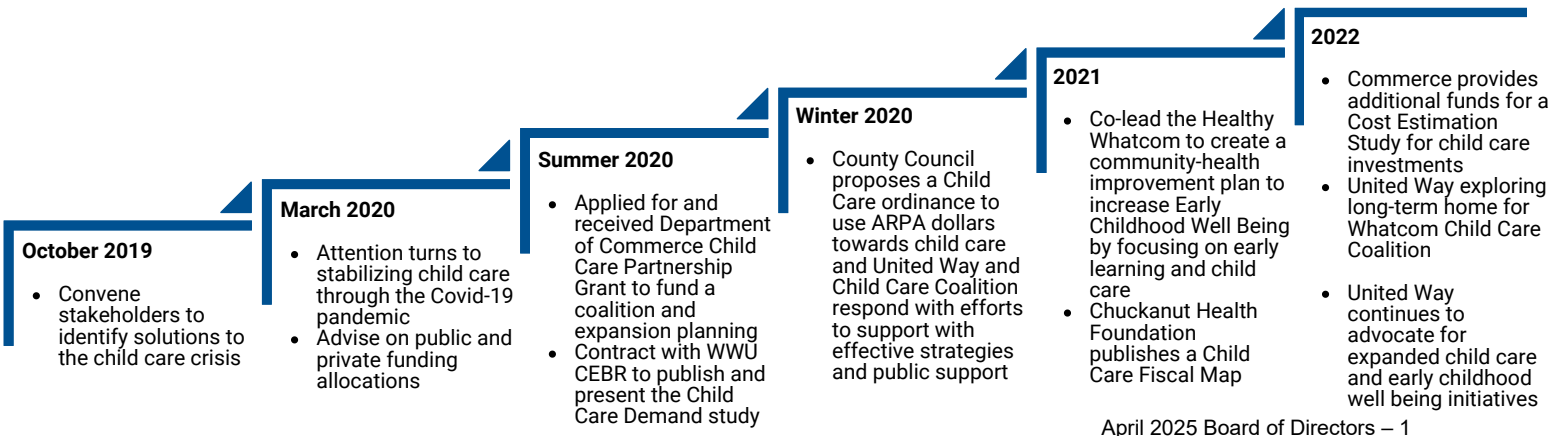 October 2019
• Convene
stakeholders to
identify solutions to
the child care crisis
March 2020
• Attention turns to
stabilizing child care
through the Covid-19
pandemic
• Advise on public and
private funding
allocations
Summer 2020
• Applied for and
received Department
of Commerce Child
Care Partnership
Grant to fund a
coalition and
expansion planning
• Contract with WWU
CEBR to publish and
present the Child
Care Demand study
Winter 2020
• County Council
proposes a Child
Care ordinance to
use ARPA dollars
towards child care
and United Way and
Child Care Coalition
respond with efforts
to support with
effective strategies
and public support
2021
• Co-lead the Healthy
Whatcom to create a
community-health
improvement plan to
increase Early
Childhood Well Being
by focusing on early
learning and child
care
• Chuckanut Health
Foundation
publishes a Child
Care Fiscal Map
2022
• Commerce provides
additional funds for a
Cost Estimation
Study for child care
investments
• United Way exploring
long-term home for
Whatcom Child Care
Coalition
• United Way
continues to
advocate for
expanded child care
and early childhood
well being initiatives
April 2025 Board of Directors – 1